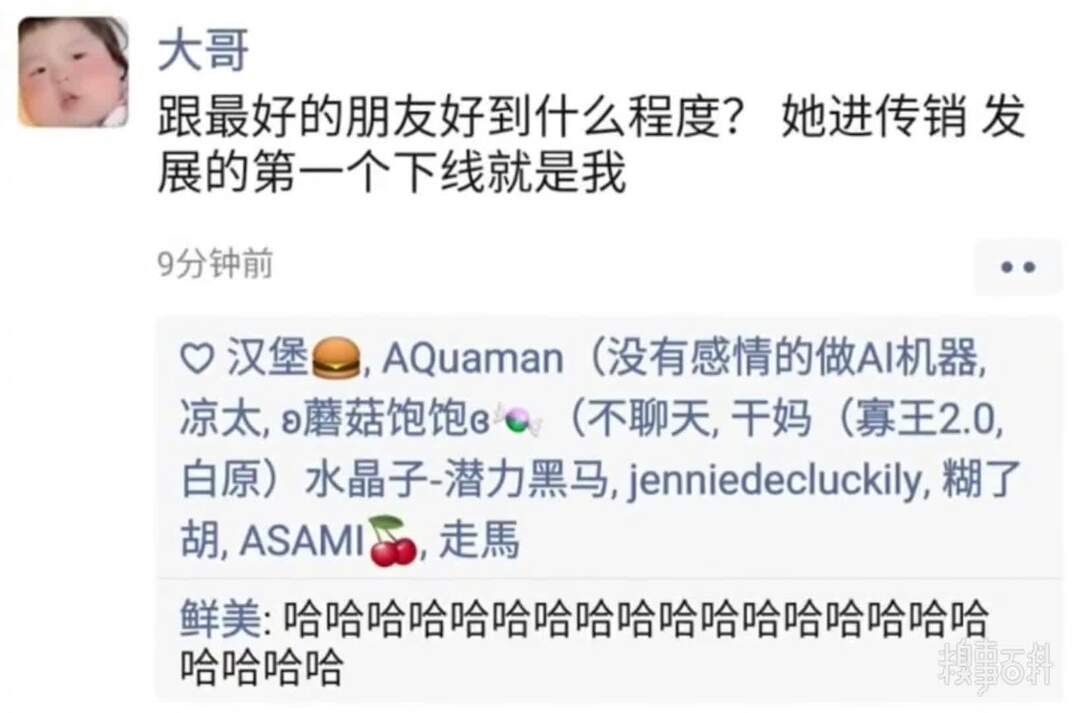 大哥
跟最好的朋友好到什么程度？ 她进传销 发
展的第一个下线就是我
9分钟前
♡ 汉堡🍔, AQuaman（没有感情的做AI机器,
凉太, ʚ蘑菇饱饱ɞ🍬（不聊天, 干妈（寡王2.0,
白原）水晶子-潜力黑马, jenniedecluckily, 糊了
胡, ASAMI🍒, 走馬
鲜美: 哈哈哈哈哈哈哈哈哈哈哈哈哈哈哈哈哈
哈哈哈哈
糗事百科